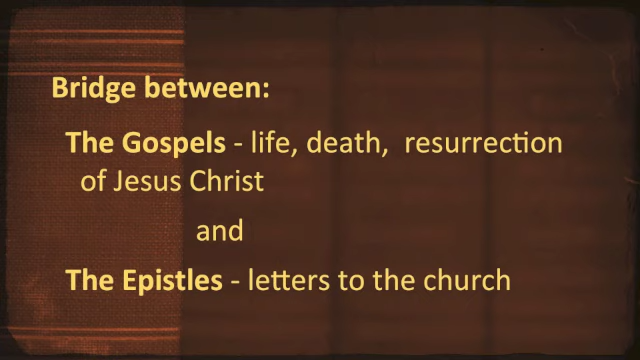 Bridge between:
The Gospels - life, death,  resurrection
of Jesus Christ
and
The Epistles - letters to the church